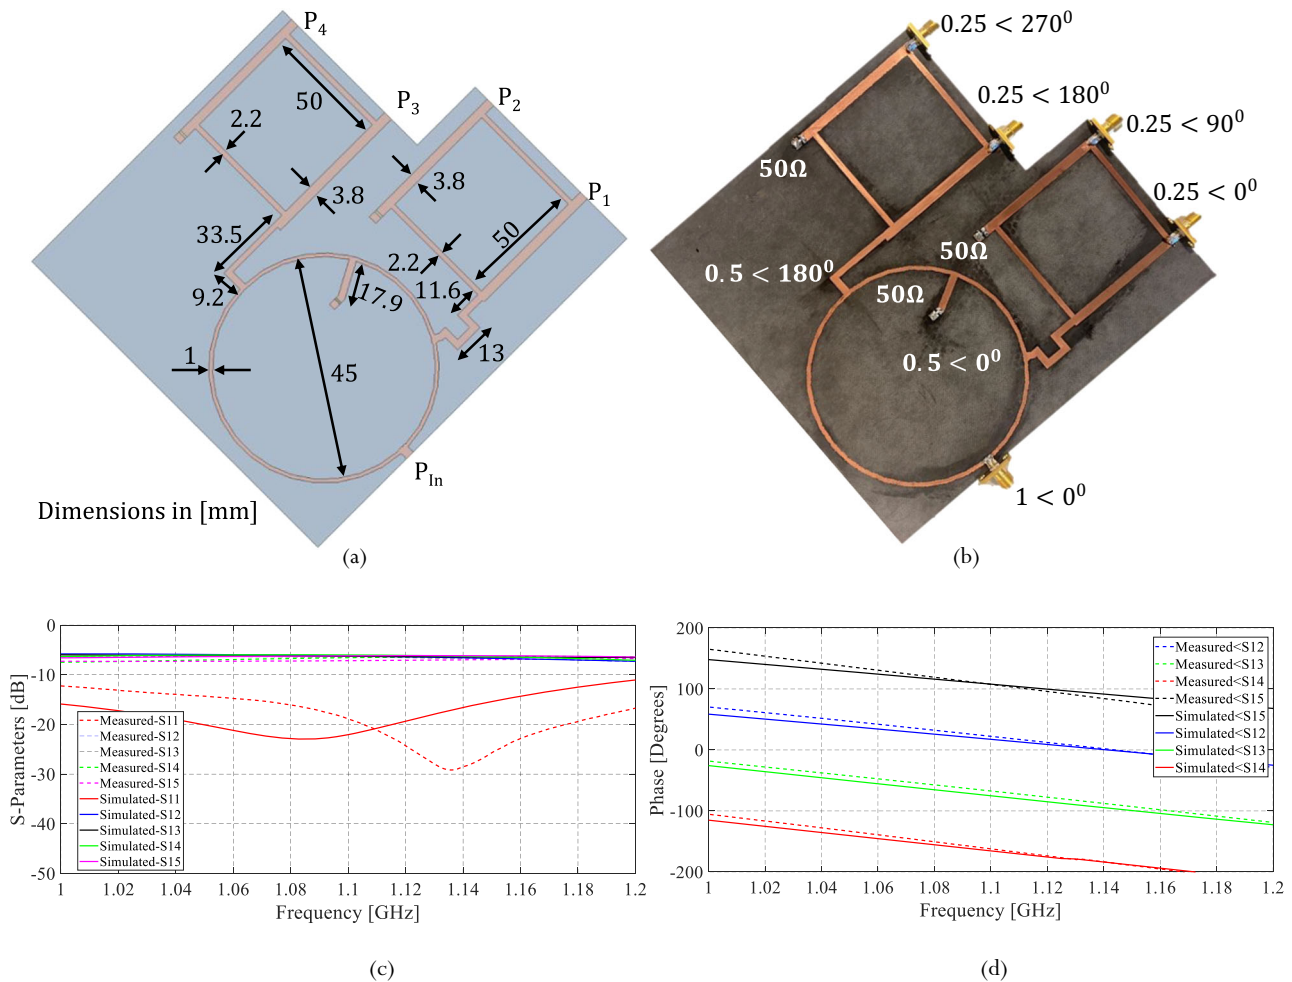 P4
P3
P2
P1
50
2.2
3.8
3.8
33.5
50
2.2
11.6
9.2
17.9
13
1
45
PIn
Dimensions in [mm]
(a)
0.25 < 270⁰
0.25 < 180⁰
0.25 < 90⁰
0.25 < 0⁰
50Ω
50Ω
50Ω
0.5 < 180⁰
0.5 < 0⁰
1 < 0⁰
(b)
0
-10
-20
-30
-40
-50
S-Parameters [dB]
Measured-S11
Measured-S12
Measured-S13
Measured-S14
Measured-S15
Simulated-S11
Simulated-S12
Simulated-S13
Simulated-S14
Simulated-S15
1 1.02 1.04 1.06 1.08 1.1 1.12 1.14 1.16 1.18 1.2
Frequency [GHz]
(c)
200
100
0
-100
-200
Phase [Degrees]
Measured<S12
Measured<S13
Measured<S14
Measured<S15
Simulated<S15
Simulated<S12
Simulated<S13
Simulated<S14
1 1.02 1.04 1.06 1.08 1.1 1.12 1.14 1.16 1.18 1.2
Frequency [GHz]
(d)